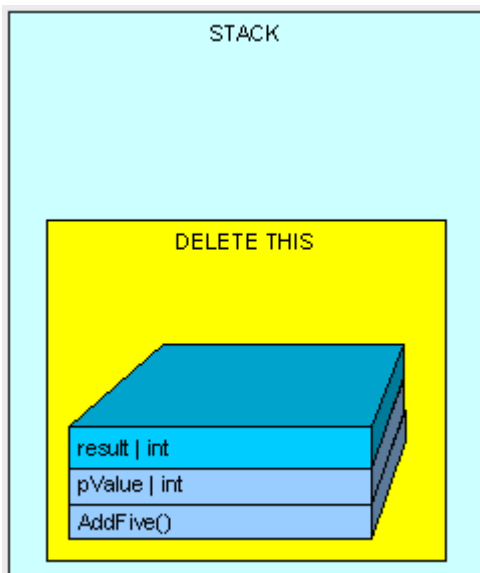 STACK
DELETE THIS
result | int
pValue | int
AddFive()